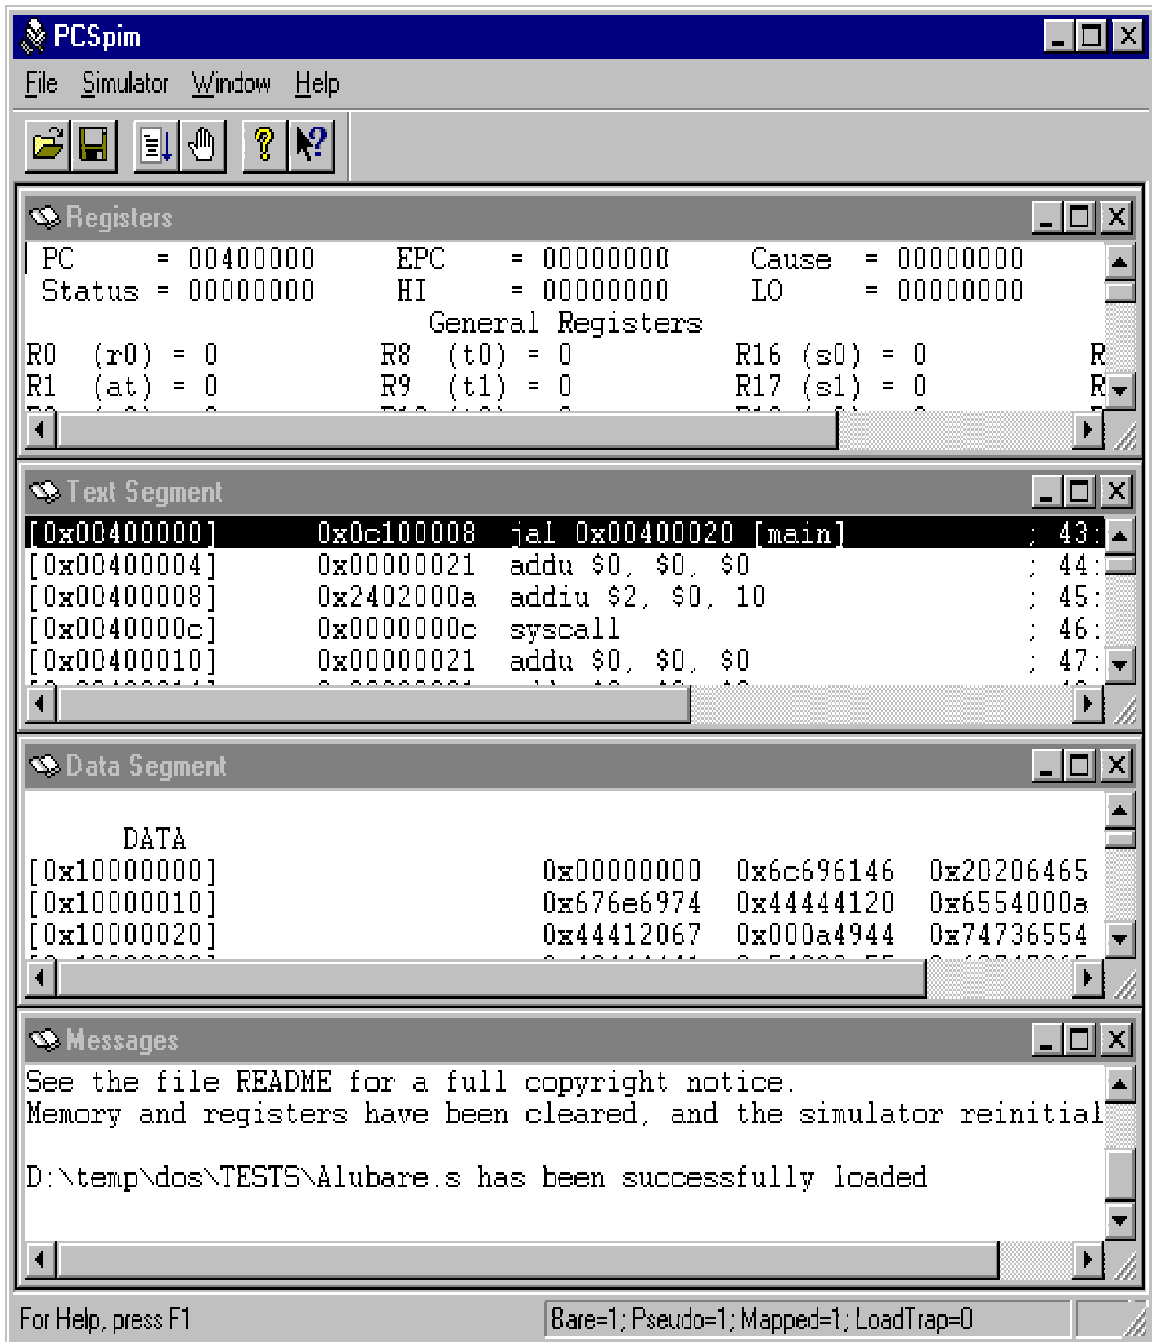 PCSpim
File Simulator Window Help
Registers
PC = 00400000 EPC = 00000000 Cause = 00000000
Status = 00000000 HI = 00000000 LO = 00000000
General Registers
R0 (r0) = 0 R8 (t0) = 0 R16 (s0) = 0 R
R1 (at) = 0 R9 (t1) = 0 R17 (s1) = 0 R
Text Segment
[0x00400000] 0x0c100008 jal 0x00400020 [main] ; 43:
[0x00400004] 0x00000021 addu $0, $0, $0 ; 44:
[0x00400008] 0x2402000a addiu $2, $0, 10 ; 45:
[0x0040000c] 0x0000000c syscall ; 46:
[0x00400010] 0x00000021 addu $0, $0, $0 ; 47:
Data Segment
DATA
[0x10000000] 0x00000000 0x6c696146 0x20206465
[0x10000010] 0x676e6974 0x44444120 0x6554000a
[0x10000020] 0x44412067 0x000a4944 0x74736554
Messages
See the file README for a full copyright notice.
Memory and registers have been cleared, and the simulator reinitial
D:\temp\dos\TESTS\Alubare.s has been successfully loaded
For Help, press F1 Bare=1; Pseudo=1; Mapped=1; LoadTrap=0